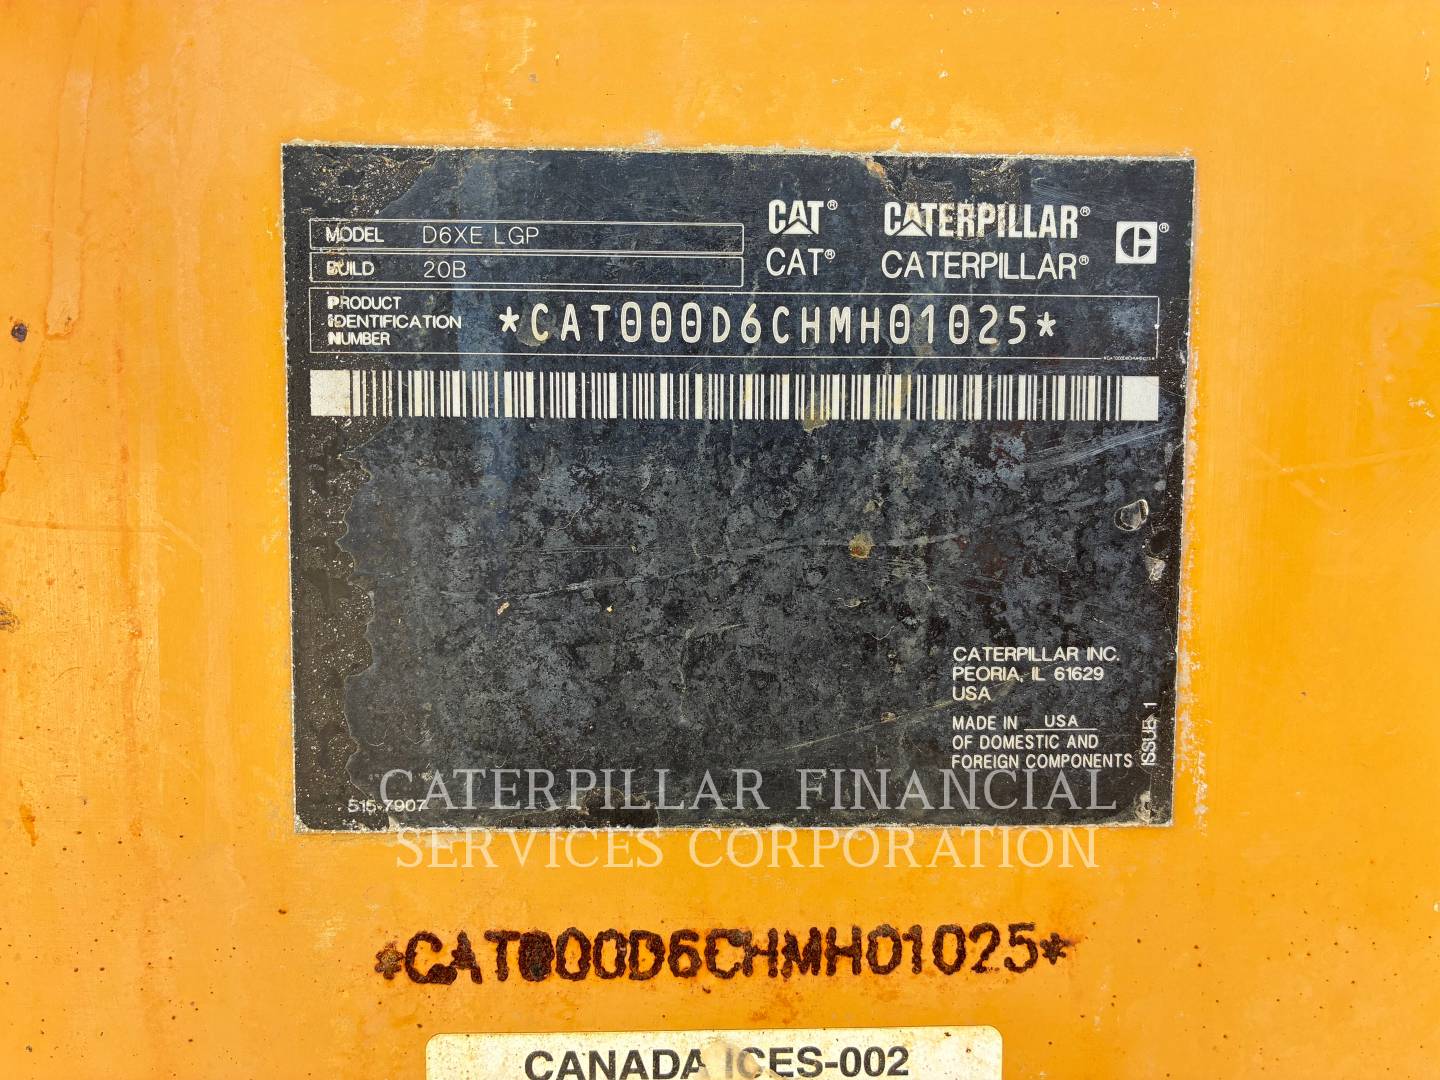 CAT® CATERPILLAR®
CAT® CATERPILLAR® CE®
MODEL D6XE LGP
BUILD 20B
PRODUCT
IDENTIFICATION
NUMBER
*CAT000D6CHMH01025*
*CAT000D6CHMH01025*
CATERPILLAR INC.
PEORIA, IL 61629
USA
MADE IN USA
OF DOMESTIC AND
FOREIGN COMPONENTS
ISSUE 1
515-7907
CATERPILLAR FINANCIAL
SERVICES CORPORATION
*CAT000D6CHMH01025*
CANADA ICES-002